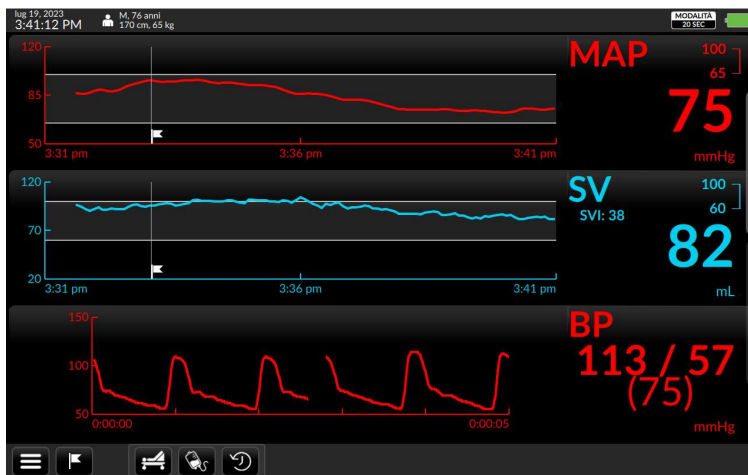 lug 19, 2023
3:41:12 PM
M, 76 anni
170 cm, 65 kg
MODALITÀ
20 SEC
120
85
50
3:31 pm
3:36 pm
3:41 pm
MAP
100
65
75
mmHg
120
70
20
3:31 pm
3:36 pm
3:41 pm
SV
SVI: 38
100
60
82
mL
150
100
50
0:00:00
0:00:05
BP
113 / 57
(75)
mmHg